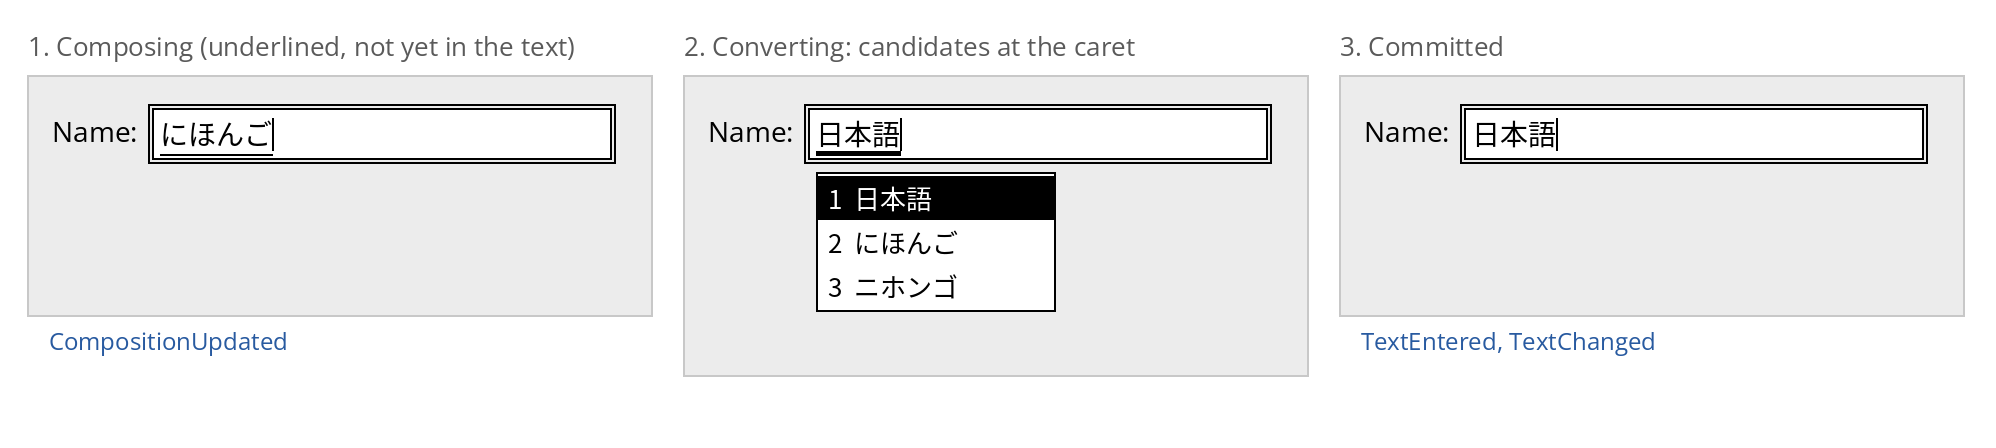 1. Composing (underlined, not yet in the text)
Name: にほんご
CompositionUpdated
2. Converting: candidates at the caret
Name: 日本語
1 日本語
2 にほんご
3 ニホンゴ
3. Committed
Name: 日本語
TextEntered, TextChanged